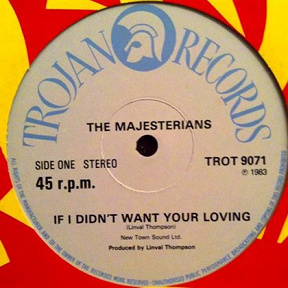 TROJAN RECORDS
THE MAJESTERIANS
SIDE ONE STEREO
TROT 9071
45 r.p.m.
℗ 1983
IF I DIDN'T WANT YOUR LOVING
(Linval Thompson)
New Town Sound Ltd.
Produced by Linval Thompson